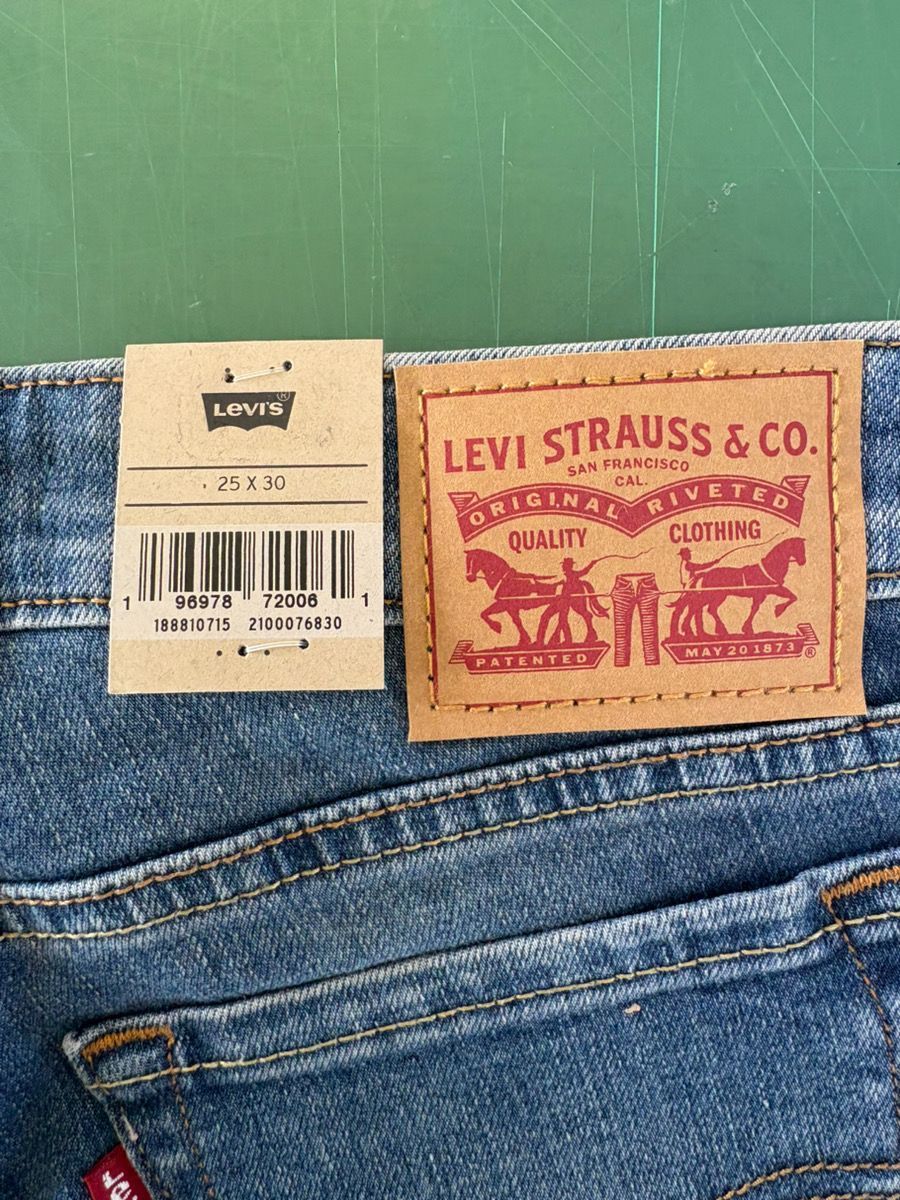 LEVI'S®
25 X 30
1 96978 72006 1
188810715 2100076830
LEVI STRAUSS & CO.
SAN FRANCISCO
CAL.
ORIGINAL RIVETED
QUALITY CLOTHING
PATENTED MAY 20 1873 ®